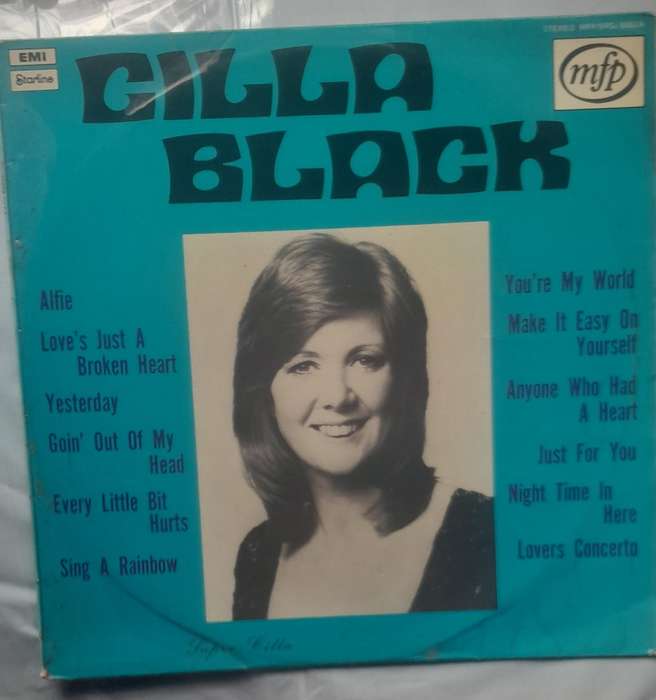 EMI
Starline
CILLA
BLACK
mfp
Alfie
Love's Just A
Broken Heart
Yesterday
Goin' Out Of My
Head
Every Little Bit
Hurts
Sing A Rainbow
You're My World
Make It Easy On
Yourself
Anyone Who Had
A Heart
Just For You
Night Time In
Here
Lovers Concerto
Super Cilla